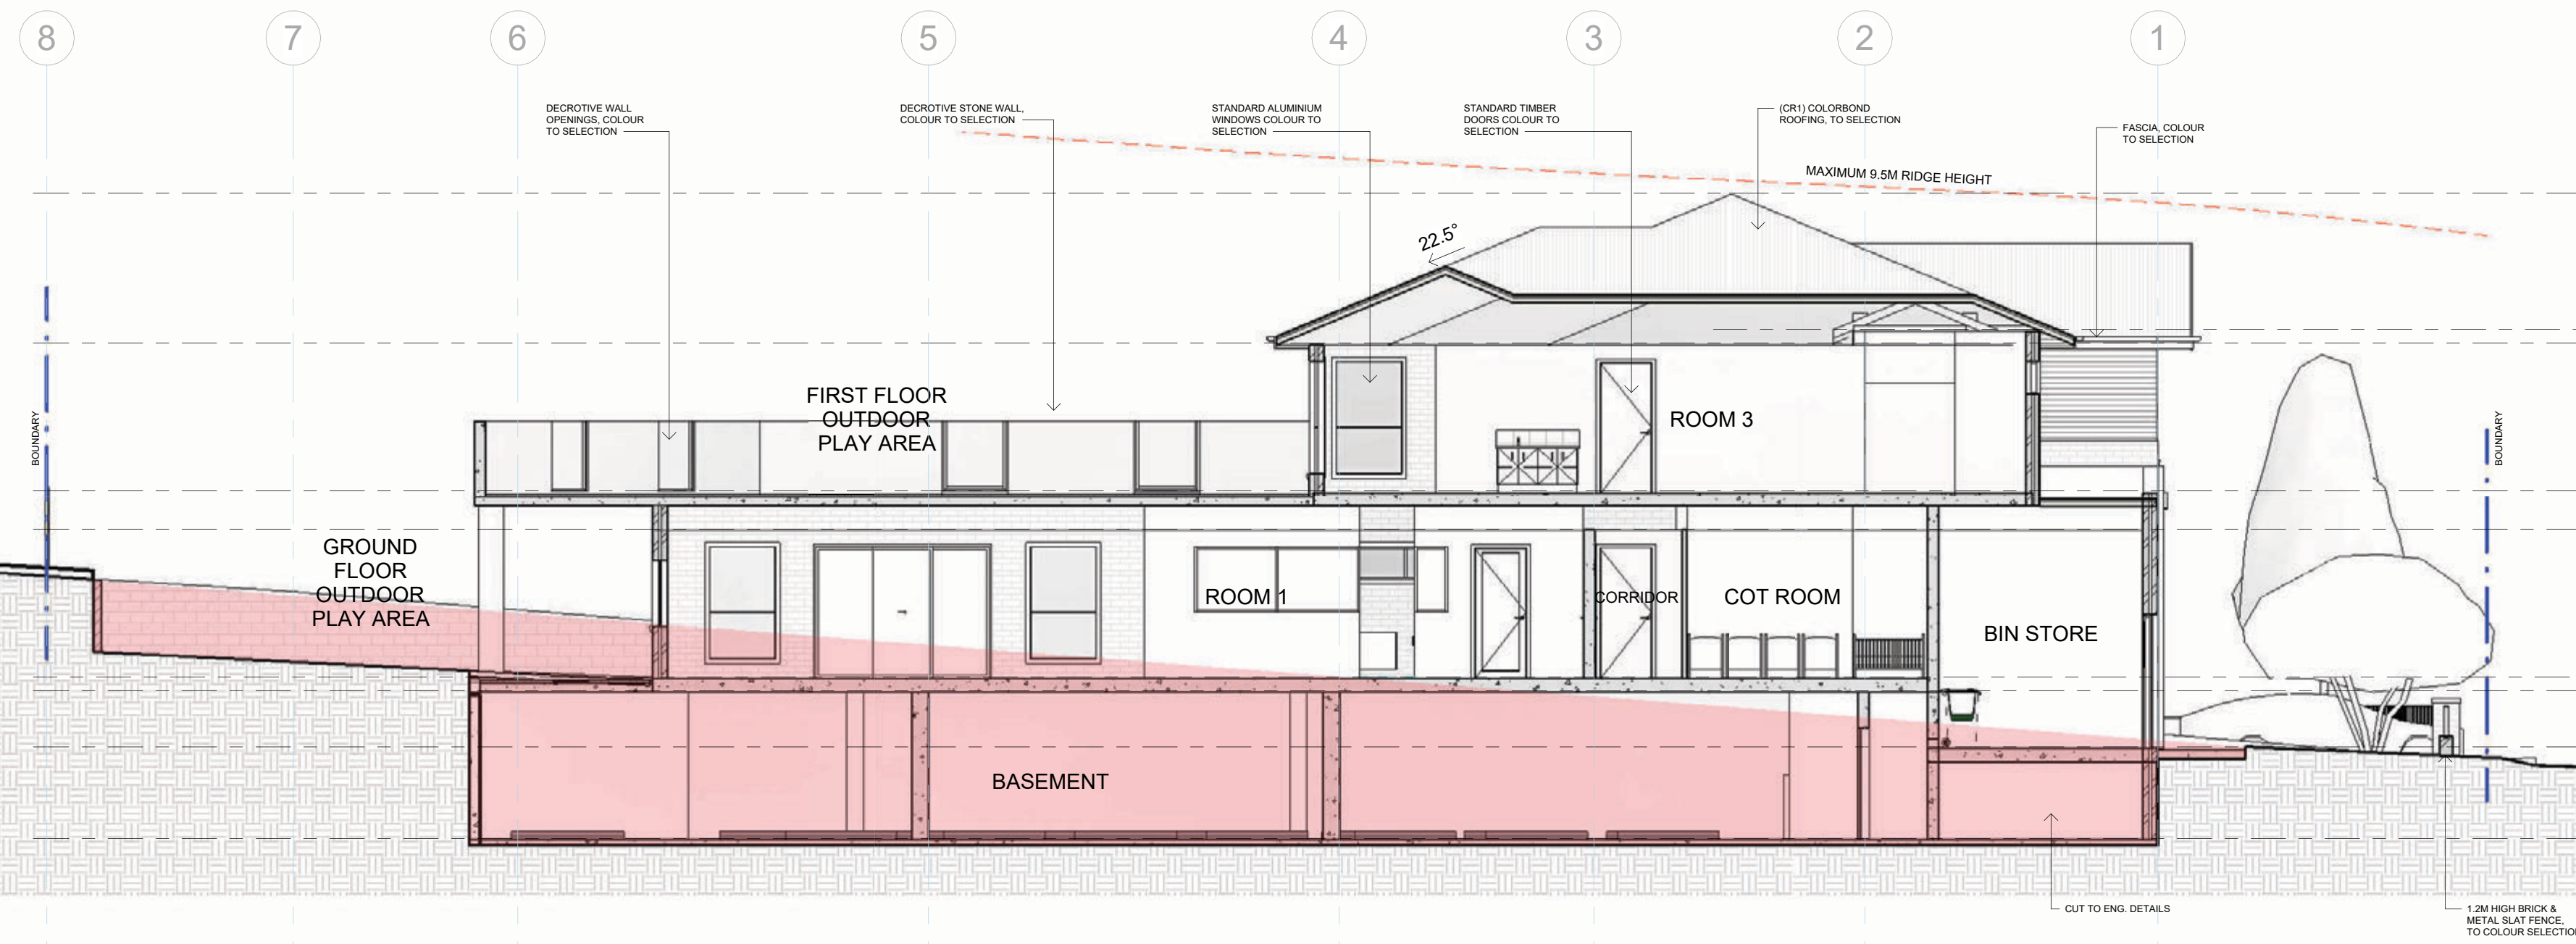 8
7
6
5
4
3
2
1
DECROTIVE WALL
OPENINGS, COLOUR
TO SELECTION
DECROTIVE STONE WALL,
COLOUR TO SELECTION
STANDARD ALUMINIUM
WINDOWS COLOUR TO
SELECTION
STANDARD TIMBER
DOORS COLOUR TO
SELECTION
(CR1) COLORBOND
ROOFING, TO SELECTION
FASCIA, COLOUR
TO SELECTION
MAXIMUM 9.5M RIDGE HEIGHT
22.5°
BOUNDARY
FIRST FLOOR
OUTDOOR
PLAY AREA
ROOM 3
BOUNDARY
GROUND
FLOOR
OUTDOOR
PLAY AREA
ROOM 1
CORRIDOR
COT ROOM
BIN STORE
BASEMENT
CUT TO ENG. DETAILS
1.2M HIGH BRICK &
METAL SLAT FENCE,
TO COLOUR SELECTION